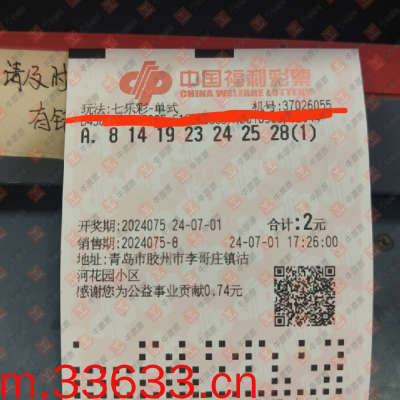 请及时
中国福利彩票
CHINA WELFARE LOTTERY
玩法:七乐彩-单式 机号:37026055
A. 8 14 19 23 24 25 28(1)
开奖期:2024075 24-07-01 合计:2元
销售期:2024075-8 24-07-01 17:26:00
地址:青岛市胶州市李哥庄镇沽
河花园小区
感谢您为公益事业贡献0.74元
m.33633.cn